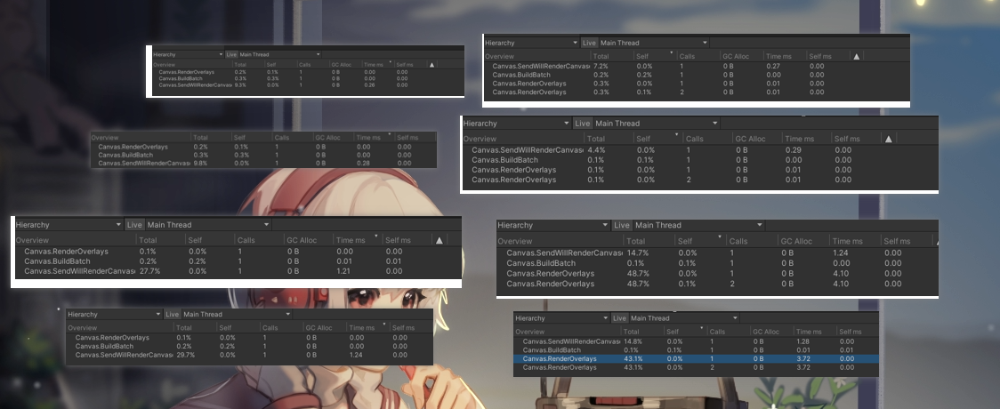 Hierarchy Live Main Thread
Overview Total Self Calls GC Alloc Time ms Self ms
Canvas.RenderOverlays 0.2% 0.1% 1 0 B 0.00 0.00
Canvas.BuildBatch 0.3% 0.3% 1 0 B 0.00 0.00
Canvas.SendWillRenderCanvas 9.3% 0.0% 1 0 B 0.26 0.00
Hierarchy Live Main Thread
Overview Total Self Calls GC Alloc Time ms Self ms
Canvas.SendWillRenderCanvas 7.2% 0.0% 1 0 B 0.27 0.00
Canvas.BuildBatch 0.2% 0.2% 1 0 B 0.00 0.00
Canvas.RenderOverlays 0.3% 0.0% 1 0 B 0.01 0.00
Canvas.RenderOverlays 0.3% 0.1% 2 0 B 0.01 0.00
Overview Total Self Calls GC Alloc Time ms Self ms
Canvas.RenderOverlays 0.2% 0.1% 1 0 B 0.00 0.00
Canvas.BuildBatch 0.3% 0.3% 1 0 B 0.00 0.00
Canvas.SendWillRenderCanvas 9.8% 0.0% 1 0 B 0.28 0.00
Hierarchy Live Main Thread
Overview Total Self Calls GC Alloc Time ms Self ms
Canvas.SendWillRenderCanvas 4.4% 0.0% 1 0 B 0.29 0.00
Canvas.BuildBatch 0.1% 0.1% 1 0 B 0.00 0.00
Canvas.RenderOverlays 0.1% 0.0% 1 0 B 0.01 0.00
Canvas.RenderOverlays 0.1% 0.0% 2 0 B 0.01 0.00
Hierarchy Live Main Thread
Overview Total Self Calls GC Alloc Time ms Self ms
Canvas.RenderOverlays 0.1% 0.0% 1 0 B 0.00 0.00
Canvas.BuildBatch 0.2% 0.2% 1 0 B 0.01 0.01
Canvas.SendWillRenderCanvas 27.7% 0.0% 1 0 B 1.21 0.00
Hierarchy Live Main Thread
Overview Total Self Calls GC Alloc Time ms Self ms
Canvas.SendWillRenderCanvas 14.7% 0.0% 1 0 B 1.24 0.00
Canvas.BuildBatch 0.1% 0.1% 1 0 B 0.00 0.00
Canvas.RenderOverlays 48.7% 0.0% 1 0 B 4.10 0.00
Canvas.RenderOverlays 48.7% 0.1% 2 0 B 4.10 0.00
Hierarchy Live Main Thread
Overview Total Self Calls GC Alloc Time ms Self ms
Canvas.RenderOverlays 0.1% 0.0% 1 0 B 0.00 0.00
Canvas.BuildBatch 0.2% 0.2% 1 0 B 0.00 0.00
Canvas.SendWillRenderCanvas 29.7% 0.0% 1 0 B 1.24 0.00
Hierarchy Live Main Thread
Overview Total Self Calls GC Alloc Time ms Self ms
Canvas.SendWillRenderCanvas 14.8% 0.0% 1 0 B 1.28 0.00
Canvas.BuildBatch 0.1% 0.1% 1 0 B 0.01 0.01
Canvas.RenderOverlays 43.1% 0.0% 1 0 B 3.72 0.00
Canvas.RenderOverlays 43.1% 0.0% 2 0 B 3.72 0.00